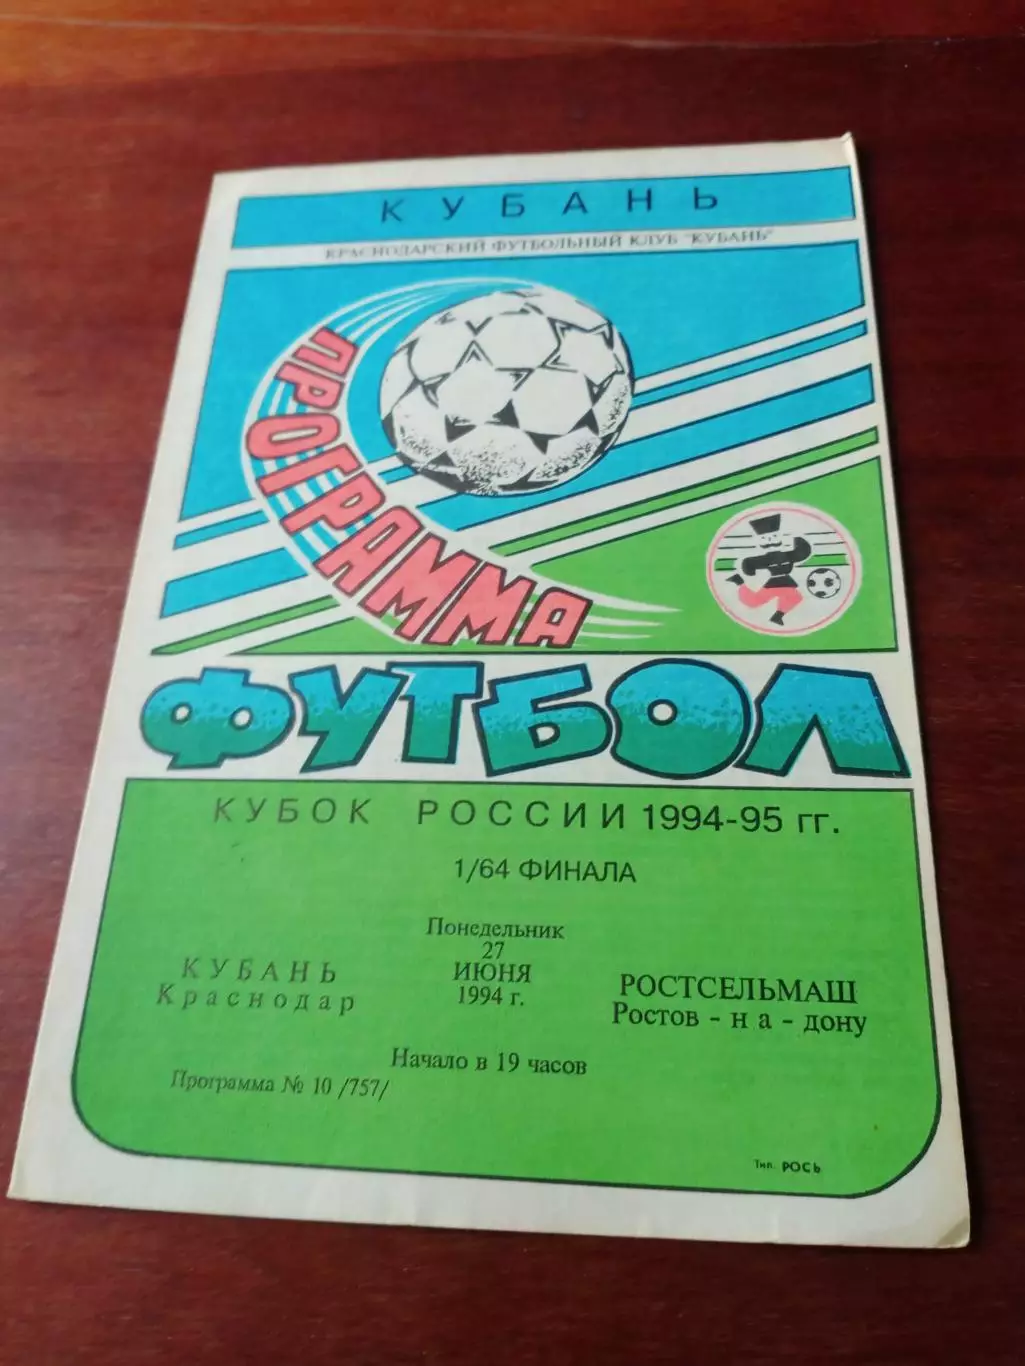 КУБАНЬ
КРАСНОДАРСКИЙ ФУТБОЛЬНЫЙ КЛУБ "КУБАНЬ"
ПРОГРАММА
ФУТБОЛ
КУБОК РОССИИ 1994-95 гг.
1/64 ФИНАЛА
Понедельник
27
ИЮНЯ
1994 г.
КУБАНЬ
Краснодар
РОСТСЕЛЬМАШ
Ростов - на - дону
Начало в 19 часов
Программа № 10 /757/
Тип. РОСЬ